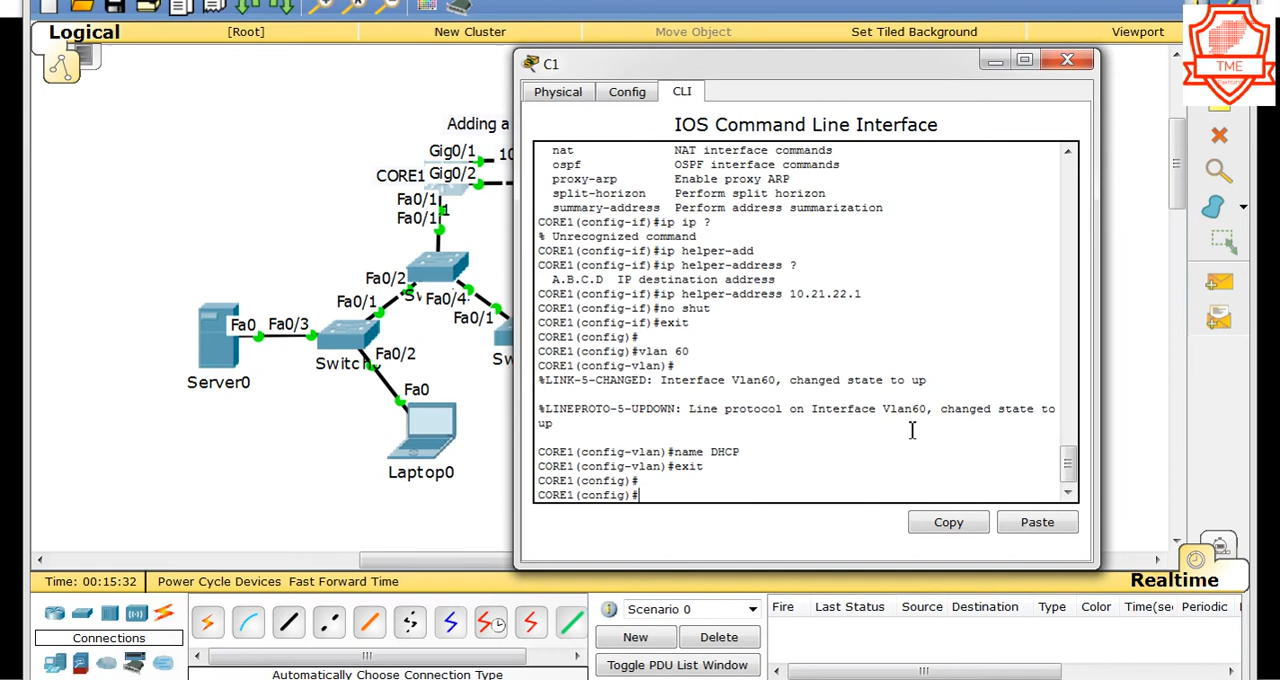 Logical
[Root]
New Cluster
Move Object
Set Tiled Background
Viewport
TME
C1
Physical
Config
CLI
IOS Command Line Interface
nat NAT interface commands
ospf OSPF interface commands
proxy-arp Enable proxy ARP
split-horizon Perform split horizon
summary-address Perform address summarization
CORE1(config-if)#ip ip ?
% Unrecognized command
CORE1(config-if)#ip helper-add
CORE1(config-if)#ip helper-address ?
A.B.C.D IP destination address
CORE1(config-if)#ip helper-address 10.21.22.1
CORE1(config-if)#no shut
CORE1(config-if)#exit
CORE1(config)#
CORE1(config)#vlan 60
CORE1(config-vlan)#
%LINK-5-CHANGED: Interface Vlan60, changed state to up
%LINEPROTO-5-UPDOWN: Line protocol on Interface Vlan60, changed state to
up
CORE1(config-vlan)#name DHCP
CORE1(config-vlan)#exit
CORE1(config)#
CORE1(config)#
Copy
Paste
Adding a
Gig0/1
10
CORE1
Gig0/2
Fa0/1
Fa0/1
1
Fa0/2
Fa0/4
Fa0/1
Fa0/1
Fa0
Fa0/3
Switch
Fa0/2
Server0
Fa0
Laptop0
Time: 00:15:32
Power Cycle Devices Fast Forward Time
Realtime
Scenario 0
Fire Last Status Source Destination Type Color Time(sec Periodic
Connections
New
Delete
Toggle PDU List Window
Automatically Choose Connection Type